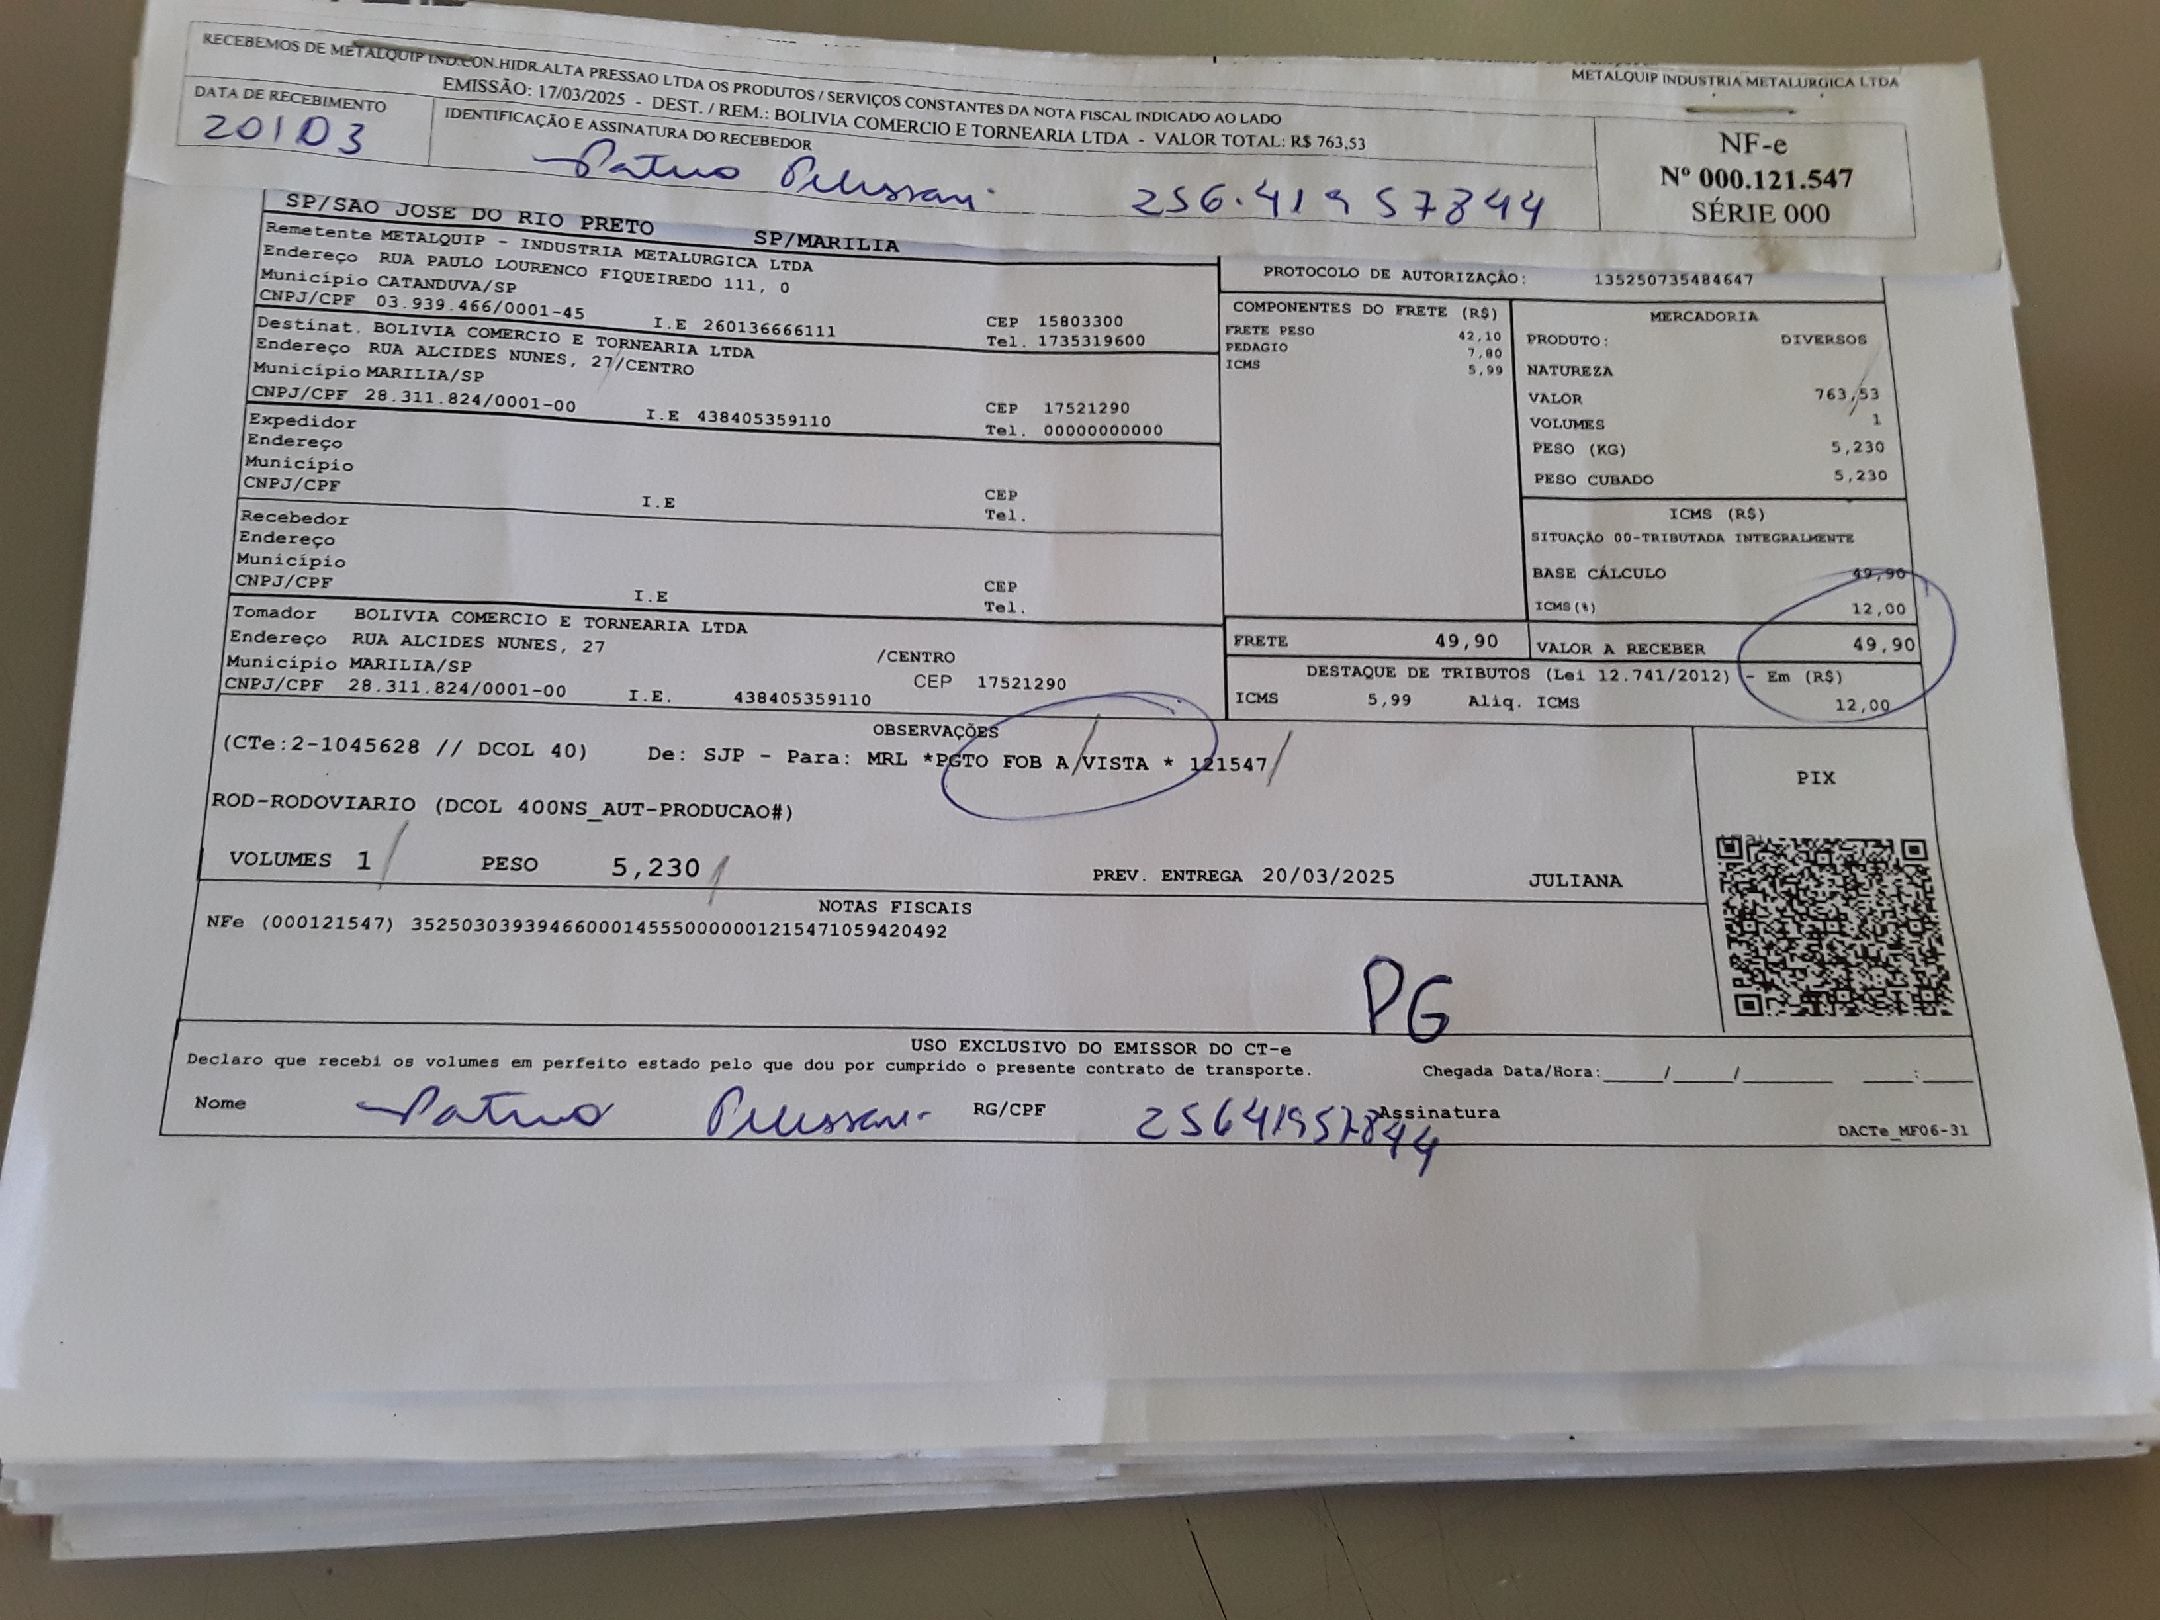 METALQUIP INDUSTRIA METALURGICA LTDA
RECEBEMOS DE METALQUIP IND.CON.HIDR.ALTA PRESSAO LTDA OS PRODUTOS / SERVIÇOS CONSTANTES DA NOTA FISCAL INDICADO AO LADO
EMISSÃO: 17/03/2025 - DEST. / REM.: BOLIVIA COMERCIO E TORNEARIA LTDA - VALOR TOTAL: R$ 763,53
DATA DE RECEBIMENTO
IDENTIFICAÇÃO E ASSINATURA DO RECEBEDOR
256.419 57844
NF-e
Nº 000.121.547
SÉRIE 000
SP/SAO JOSE DO RIO PRETO SP/MARILIA
Remetente METALQUIP - INDUSTRIA METALURGICA LTDA
Endereço RUA PAULO LOURENCO FIQUEIREDO 111, 0
Município CATANDUVA/SP
CNPJ/CPF 03.939.466/0001-45 I.E 260136666111
CEP 15803300
Tel. 1735319600
Destinat. BOLIVIA COMERCIO E TORNEARIA LTDA
Endereço RUA ALCIDES NUNES, 27/CENTRO
Município MARILIA/SP
CNPJ/CPF 28.311.824/0001-00 I.E 438405359110
CEP 17521290
Tel. 00000000000
Expedidor
Endereço
Município
CNPJ/CPF I.E
CEP
Tel.
Recebedor
Endereço
Município
CNPJ/CPF I.E
CEP
Tel.
Tomador BOLIVIA COMERCIO E TORNEARIA LTDA
Endereço RUA ALCIDES NUNES, 27 /CENTRO
Município MARILIA/SP CEP 17521290
CNPJ/CPF 28.311.824/0001-00 I.E. 438405359110
PROTOCOLO DE AUTORIZAÇÃO: 135250735484647
COMPONENTES DO FRETE (R$)
FRETE PESO 42,10
PEDAGIO 7,80
ICMS 5,99
MERCADORIA
PRODUTO: DIVERSOS
NATUREZA
VALOR 763,53
VOLUMES 1
PESO (KG) 5,230
PESO CUBADO 5,230
ICMS (R$)
SITUAÇÃO 00-TRIBUTADA INTEGRALMENTE
BASE CÁLCULO 49,90
ICMS(%) 12,00
FRETE 49,90
VALOR A RECEBER 49,90
DESTAQUE DE TRIBUTOS (Lei 12.741/2012) - Em (R$)
ICMS 5,99 Aliq. ICMS 12,00
OBSERVAÇÕES
(CTe:2-1045628 // DCOL 40) De: SJP - Para: MRL *PGTO FOB A VISTA * 121547
ROD-RODOVIARIO (DCOL 400NS_AUT-PRODUCAO#)
VOLUMES 1 PESO 5,230 PREV. ENTREGA 20/03/2025 JULIANA
PIX
NOTAS FISCAIS
NFe (000121547) 35250303939466000145550000001215471059420492
PG
USO EXCLUSIVO DO EMISSOR DO CT-e
Declaro que recebi os volumes em perfeito estado pelo que dou por cumprido o presente contrato de transporte. Chegada Data/Hora:____/____/______ ___:___
Nome RG/CPF 25641957844 Assinatura
DACTe_MF06-31